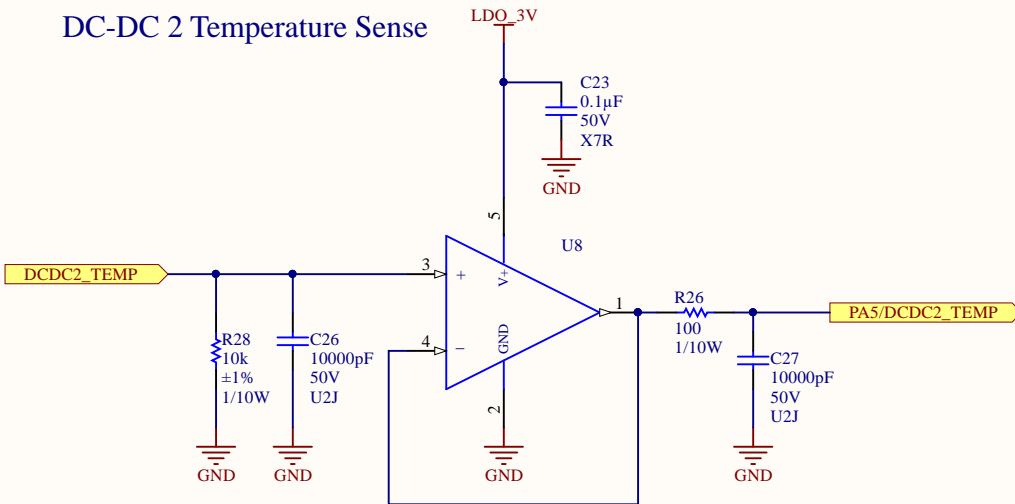 DC-DC 2 Temperature Sense
LDO_3V
C23
0.1µF
50V
X7R
GND
5
U8
DCDC2_TEMP
3
+
V+
1
R26
100
1/10W
PA5/DCDC2_TEMP
R28
10k
±1%
1/10W
C26
10000pF
50V
U2J
4
−
GND
2
C27
10000pF
50V
U2J
GND
GND
GND
GND